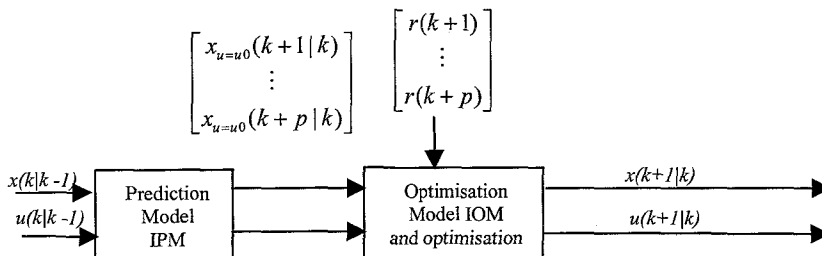 x_{u=u0}(k+1|k)
⋮
x_{u=u0}(k+p|k)
r(k+1)
⋮
r(k+p)
x(k|k-1)
u(k|k-1)
Prediction
Model
IPM
Optimisation
Model IOM
and optimisation
x(k+1|k)
u(k+1|k)